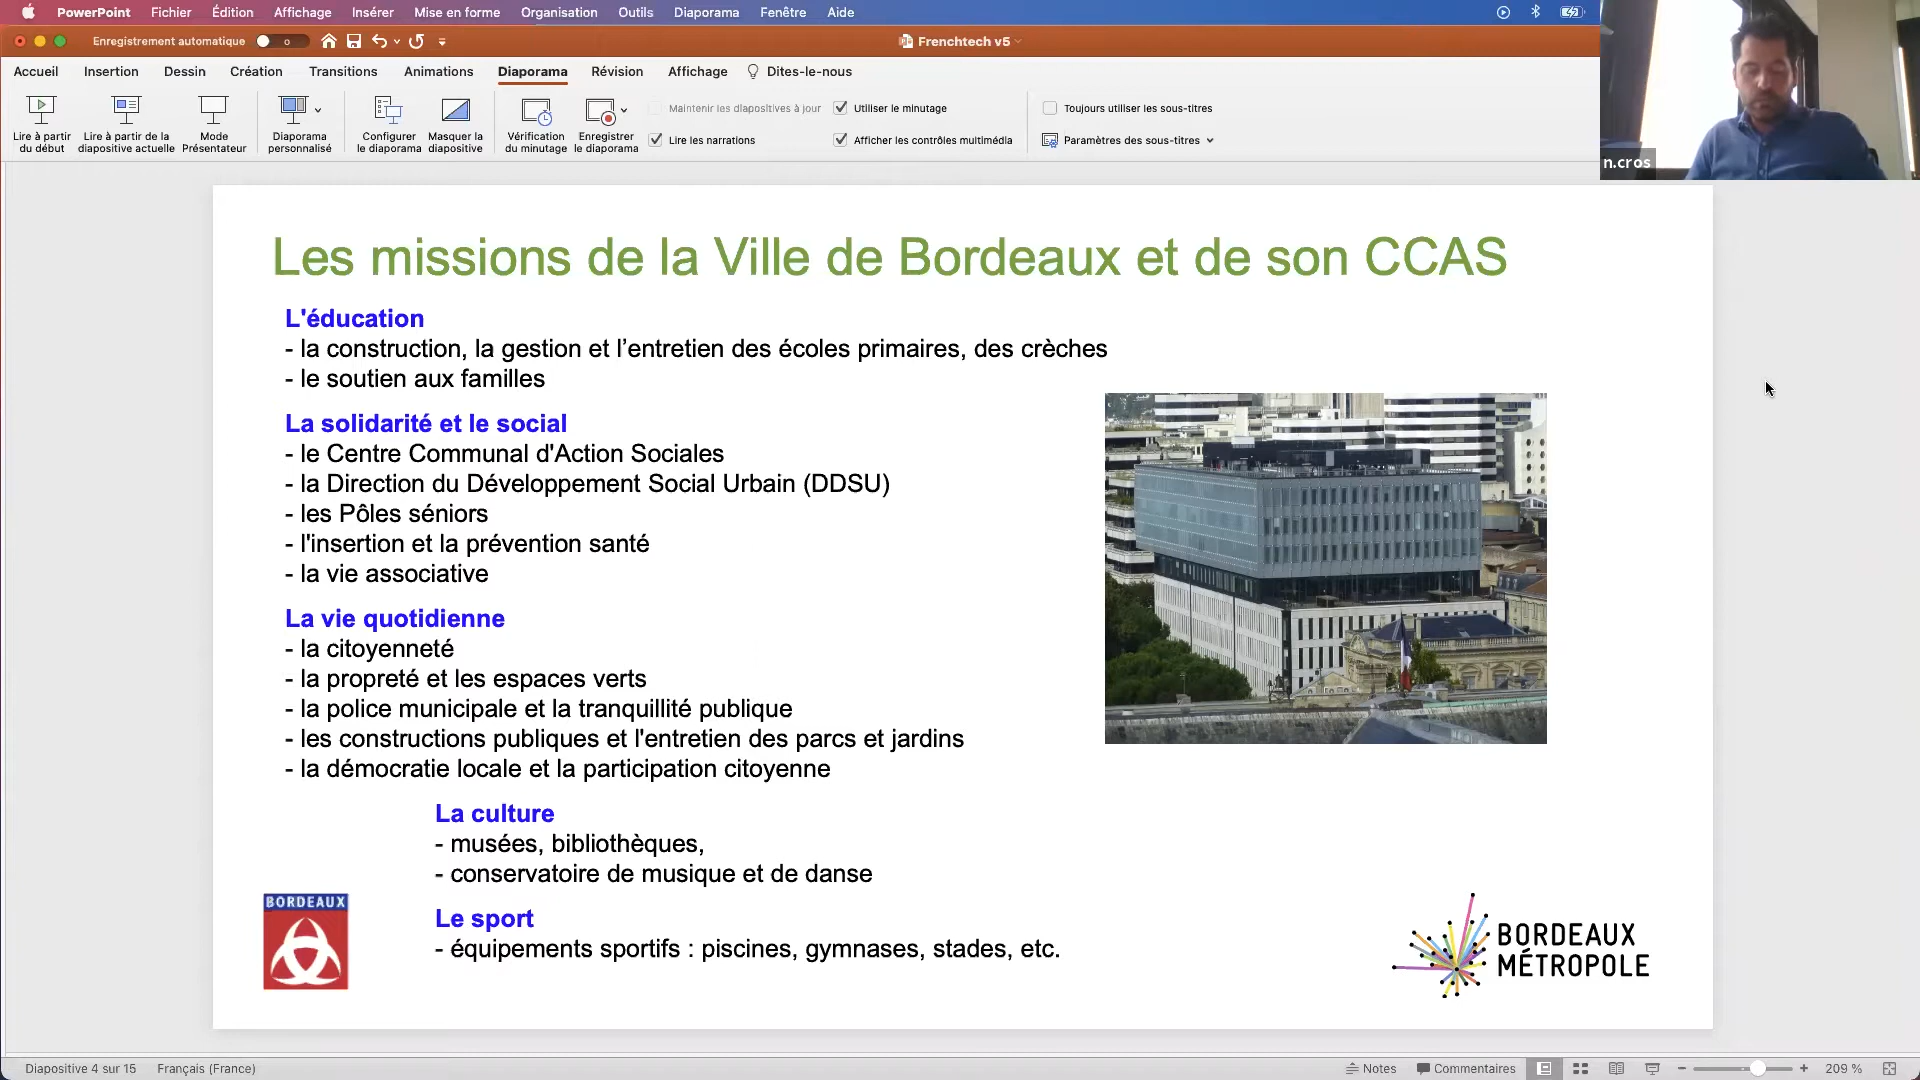 PowerPoint Fichier Édition Affichage Insérer Mise en forme Organisation Outils Diaporama Fenêtre Aide
Enregistrement automatique
Frenchtech v5
Accueil Insertion Dessin Création Transitions Animations Diaporama Révision Affichage Dites-le-nous
Lire à partir du début
Lire à partir de la diapositive actuelle
Mode Présentateur
Diaporama personnalisé
Configurer le diaporama
Masquer la diapositive
Vérification du minutage
Enregistrer le diaporama
Maintenir les diapositives à jour
Lire les narrations
Utiliser le minutage
Afficher les contrôles multimédia
Toujours utiliser les sous-titres
Paramètres des sous-titres
n.cros
Les missions de la Ville de Bordeaux et de son CCAS
L'éducation
- la construction, la gestion et l’entretien des écoles primaires, des crèches
- le soutien aux familles
La solidarité et le social
- le Centre Communal d'Action Sociales
- la Direction du Développement Social Urbain (DDSU)
- les Pôles séniors
- l'insertion et la prévention santé
- la vie associative
La vie quotidienne
- la citoyenneté
- la propreté et les espaces verts
- la police municipale et la tranquillité publique
- les constructions publiques et l'entretien des parcs et jardins
- la démocratie locale et la participation citoyenne
La culture
- musées, bibliothèques,
- conservatoire de musique et de danse
Le sport
- équipements sportifs : piscines, gymnases, stades, etc.
BORDEAUX
BORDEAUX
MÉTROPOLE
Diapositive 4 sur 15 Français (France) Notes Commentaires 209 %